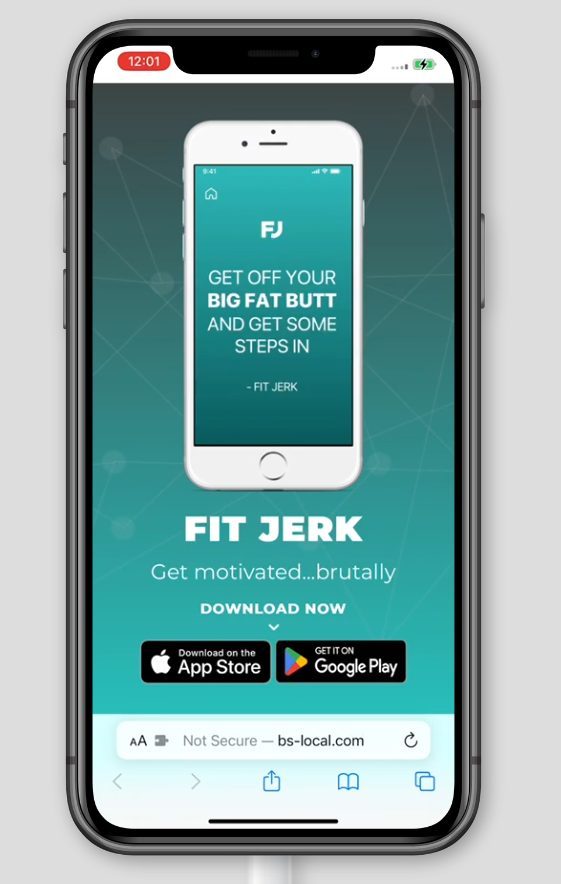 12:01
9:41
FJ
GET OFF YOUR
BIG FAT BUTT
AND GET SOME
STEPS IN
- FIT JERK
FIT JERK
Get motivated...brutally
DOWNLOAD NOW
Download on the
App Store
GET IT ON
Google Play
AA Not Secure — bs-local.com